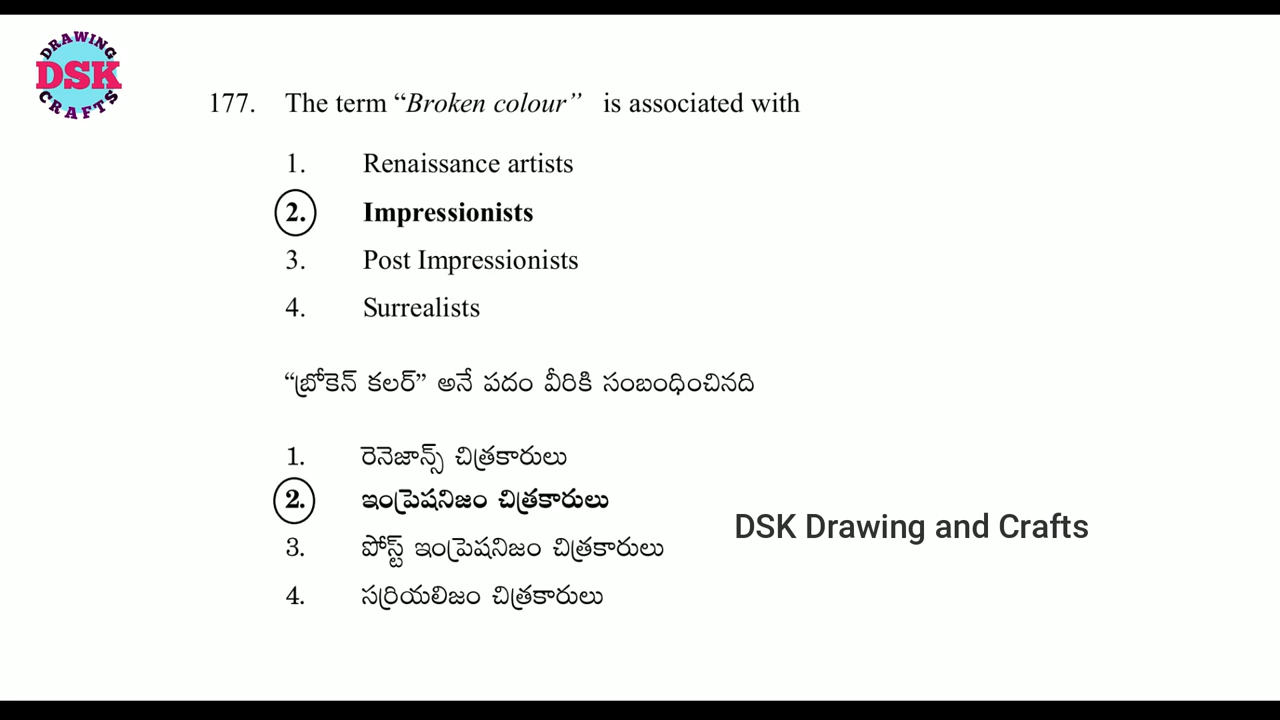 DRAWING
DSK
CRAFTS
177. The term “Broken colour” is associated with
1. Renaissance artists
2. Impressionists
3. Post Impressionists
4. Surrealists
“బ్రోకెన్ కలర్” అనే పదం వీరికి సంబంధించినది
1. రెనెజాన్స్ చిత్రకారులు
2. ఇంప్రెషనిజం చిత్రకారులు
DSK Drawing and Crafts
3. పోస్ట్ ఇంప్రెషనిజం చిత్రకారులు
4. సర్రియలిజం చిత్రకారులు